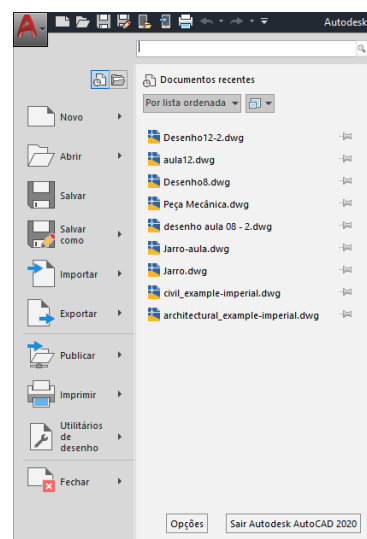 A
Autodesk
Documentos recentes
Por lista ordenada
Novo
Abrir
Salvar
Salvar
como
Importar
Exportar
Publicar
Imprimir
Utilitários
de
desenho
Fechar
Desenho12-2.dwg
aula12.dwg
Desenho8.dwg
Peça Mecânica.dwg
desenho aula 08 - 2.dwg
Jarro-aula.dwg
Jarro.dwg
civil_example-imperial.dwg
architectural_example-imperial.dwg
Opções
Sair Autodesk AutoCAD 2020